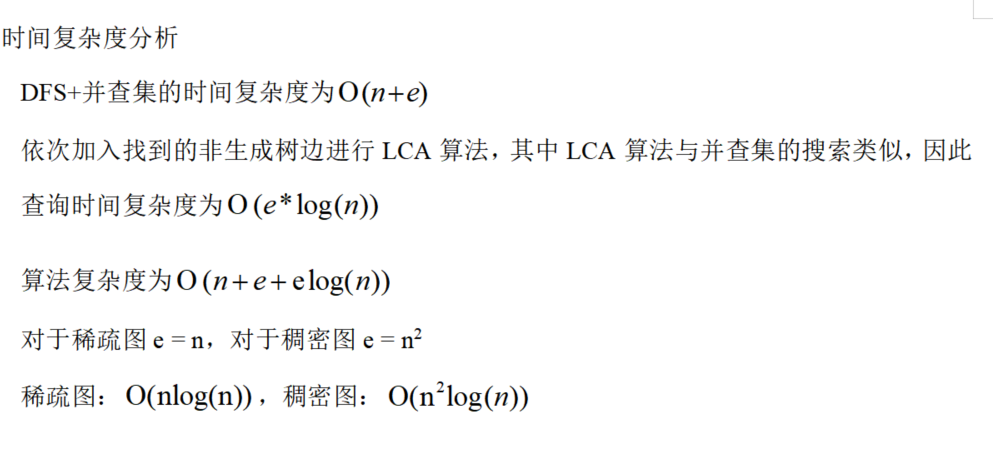 时间复杂度分析
DFS+并查集的时间复杂度为O(n+e)
依次加入找到的非生成树边进行 LCA 算法，其中 LCA 算法与并查集的搜索类似，因此
查询时间复杂度为O(e*log(n))
算法复杂度为O(n+e+elog(n))
对于稀疏图 e = n，对于稠密图 e = n²
稀疏图：O(nlog(n))，稠密图：O(n²log(n))